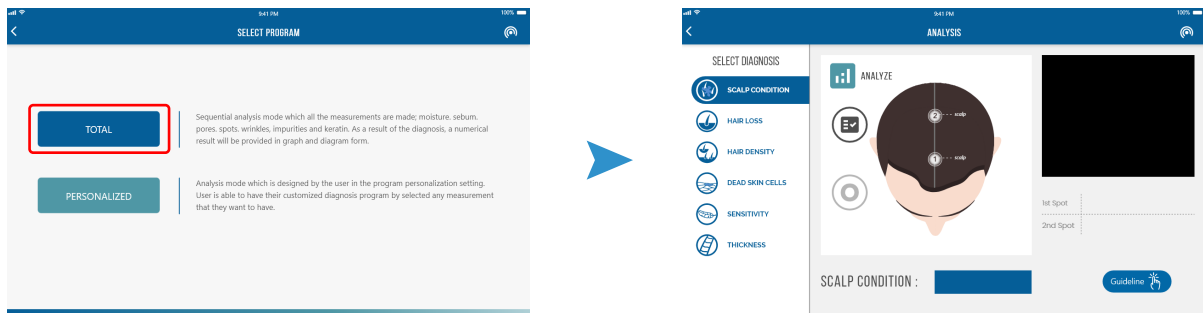 9:41 PM
100%
SELECT PROGRAM
TOTAL
Sequential analysis mode which all the measurements are made; moisture. sebum.
pores. spots. wrinkles, impurities and keratin. As a result of the diagnosis, a numerical
result will be provided in graph and diagram form.
PERSONALIZED
Analysis mode which is designed by the user in the program personalization setting.
User is able to have their customized diagnosis program by selected any measurement
that they want to have.
9:41 PM
100%
ANALYSIS
SELECT DIAGNOSIS
SCALP CONDITION
HAIR LOSS
HAIR DENSITY
DEAD SKIN CELLS
SENSITIVITY
THICKNESS
ANALYZE
2 scalp
1 scalp
1st Spot
2nd Spot
SCALP CONDITION :
Guideline